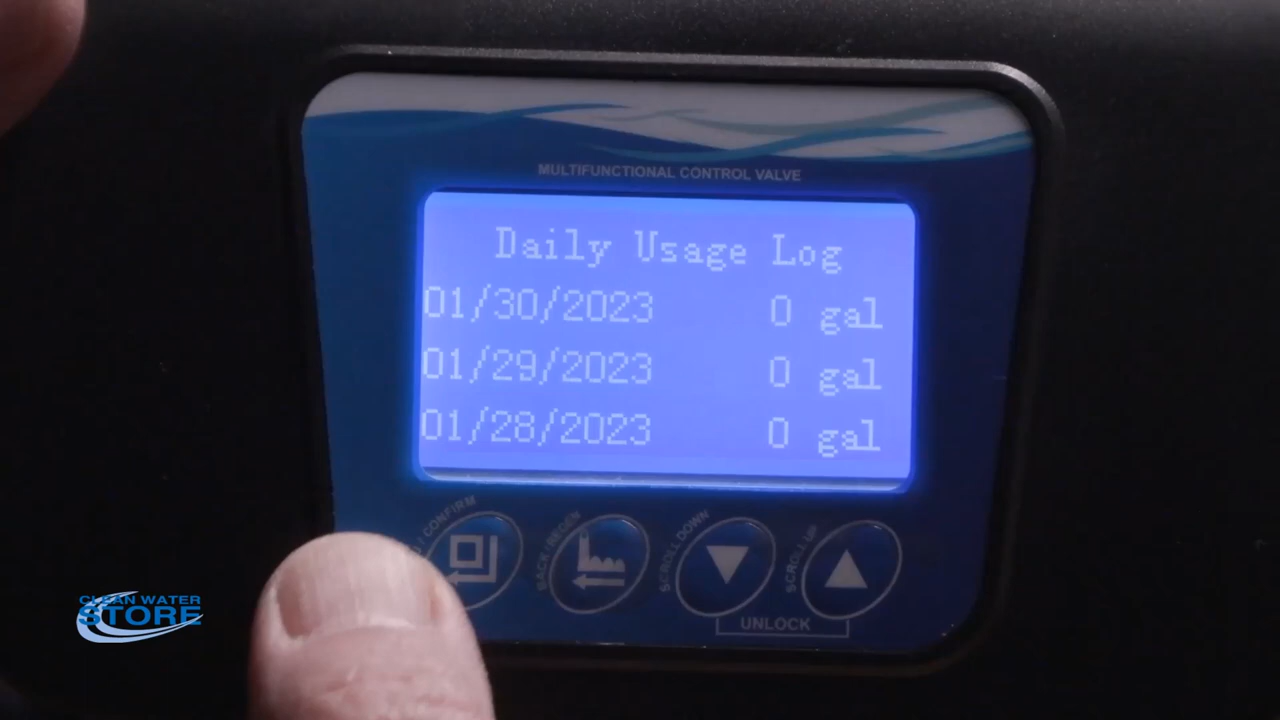 MULTIFUNCTIONAL CONTROL VALVE
Daily Usage Log
01/30/2023 0 gal
01/29/2023 0 gal
01/28/2023 0 gal
/ CONFIRM
BACK / REGEN
SCROLL DOWN
SCROLL UP
UNLOCK
CLEAN WATER
STORE